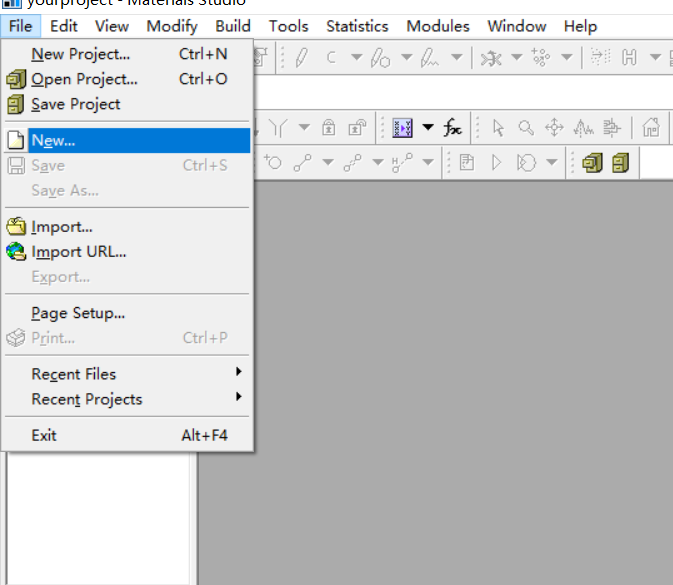 yourproject - Materials Studio
File Edit View Modify Build Tools Statistics Modules Window Help
New Project... Ctrl+N
Open Project... Ctrl+O
Save Project
New...
Save Ctrl+S
Save As...
Import...
Import URL...
Export...
Page Setup...
Print... Ctrl+P
Recent Files
Recent Projects
Exit Alt+F4